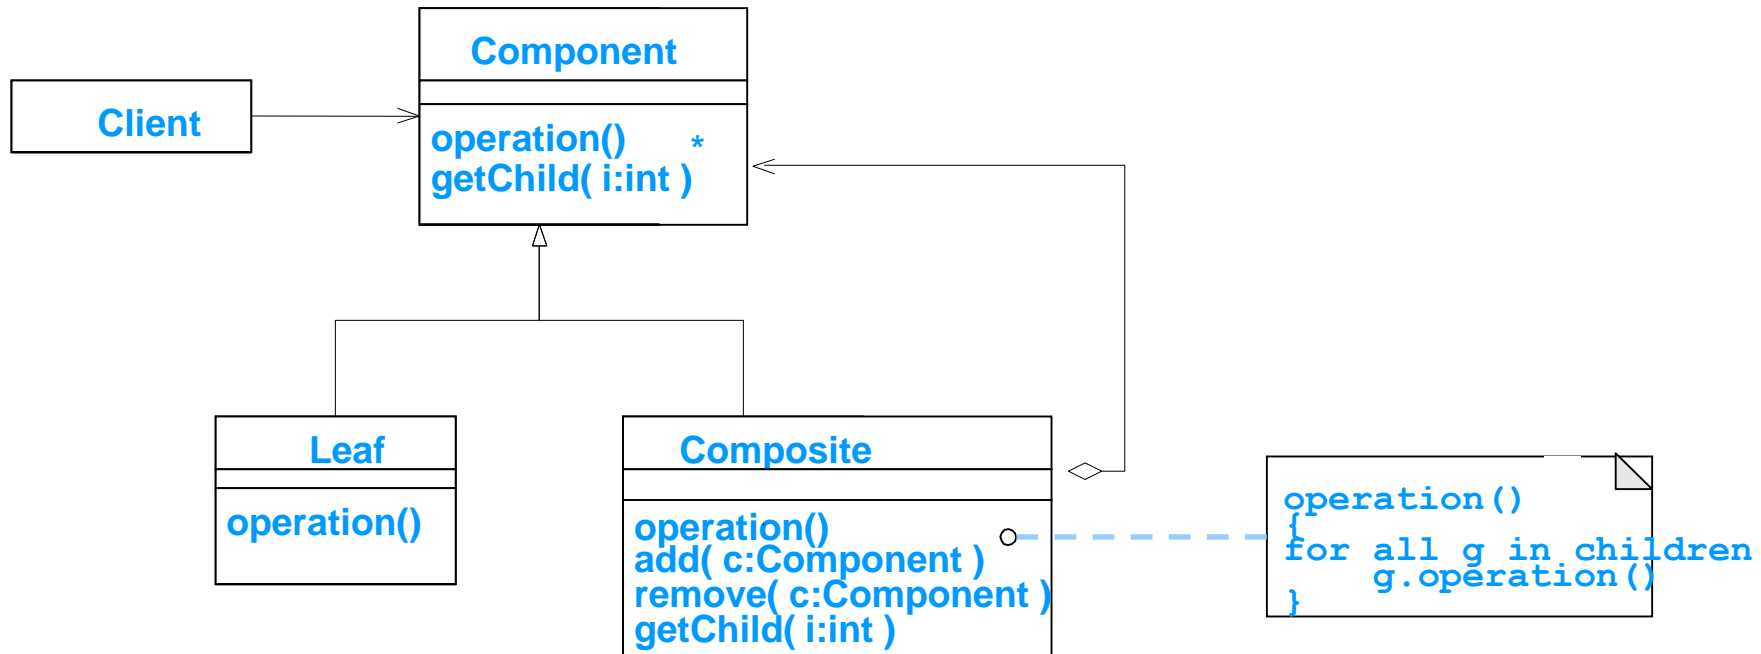 Component
Client
operation()
*
getChild( i:int )
Leaf
operation()
Composite
operation()
add( c:Component )
remove( c:Component )
getChild( i:int )
operation()
{
for all g in children
g.operation()
}